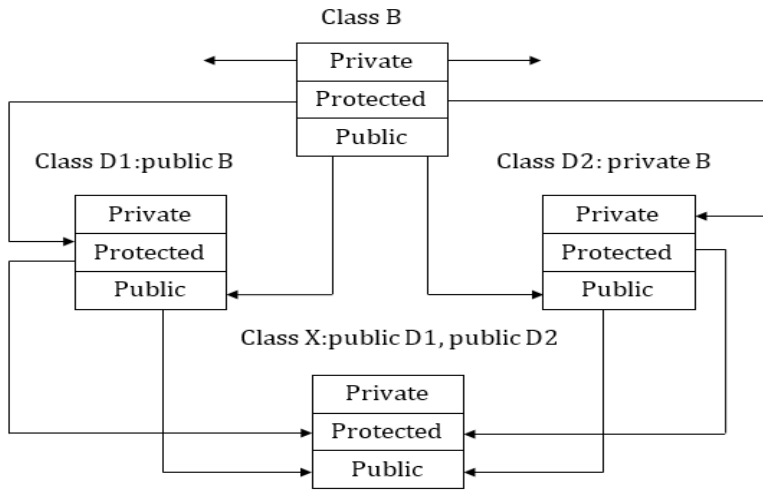 Class B
Private
Protected
Public
Class D1:public B
Private
Protected
Public
Class D2: private B
Private
Protected
Public
Class X:public D1, public D2
Private
Protected
Public